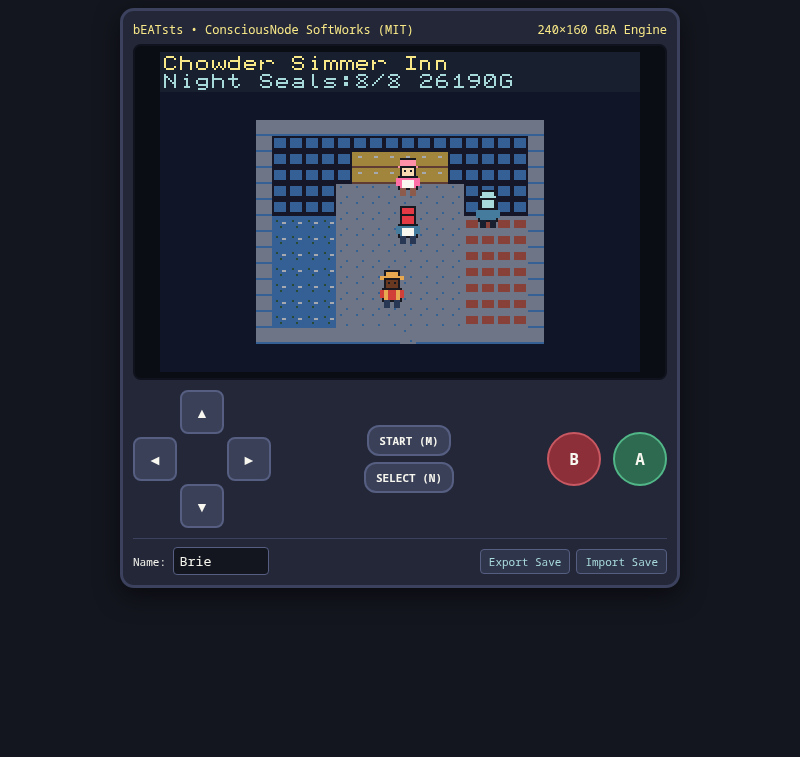 bEATsts • ConsciousNode SoftWorks (MIT)
240×160 GBA Engine
Chowder Simmer Inn
Night Seals:8/8 26190G
START (M)
SELECT (N)
B
A
Name: Brie
Export Save
Import Save